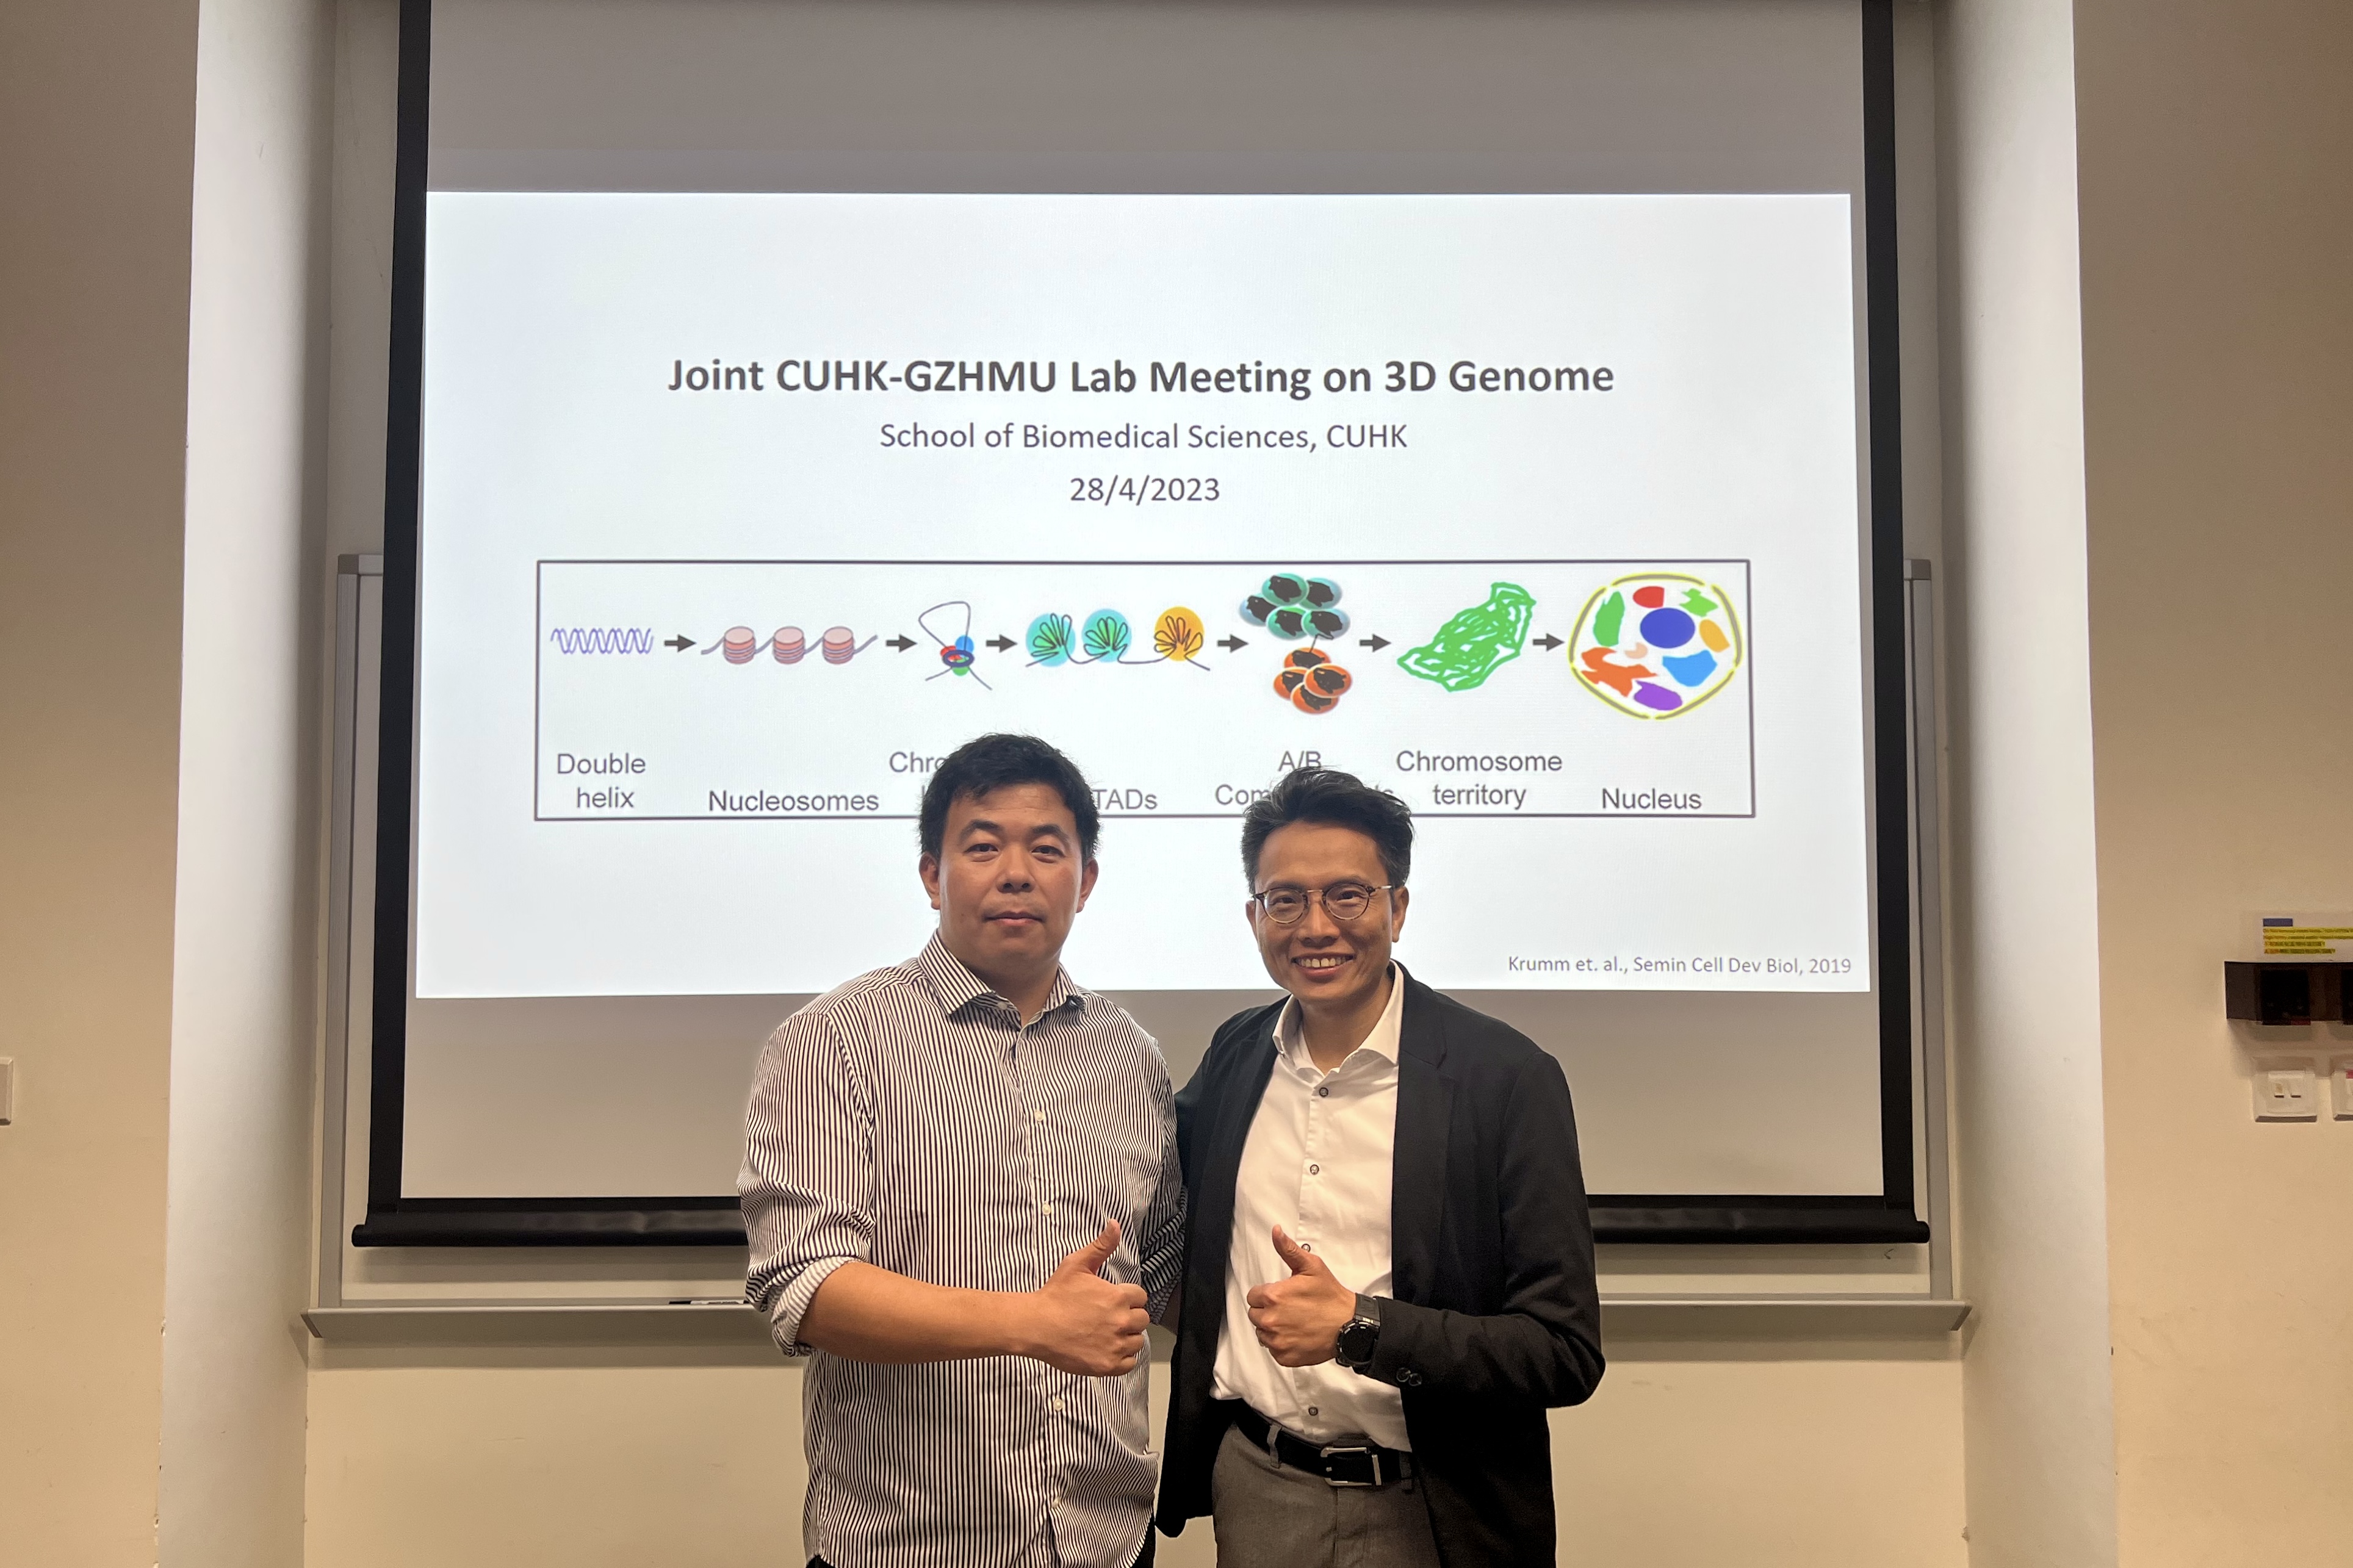 Joint CUHK-GZHMU Lab Meeting on 3D Genome
School of Biomedical Sciences, CUHK
28/4/2023
Double
helix
Nucleosomes
TADs
A/B
Chromosome
territory
Nucleus
Krumm et. al., Semin Cell Dev Biol, 2019